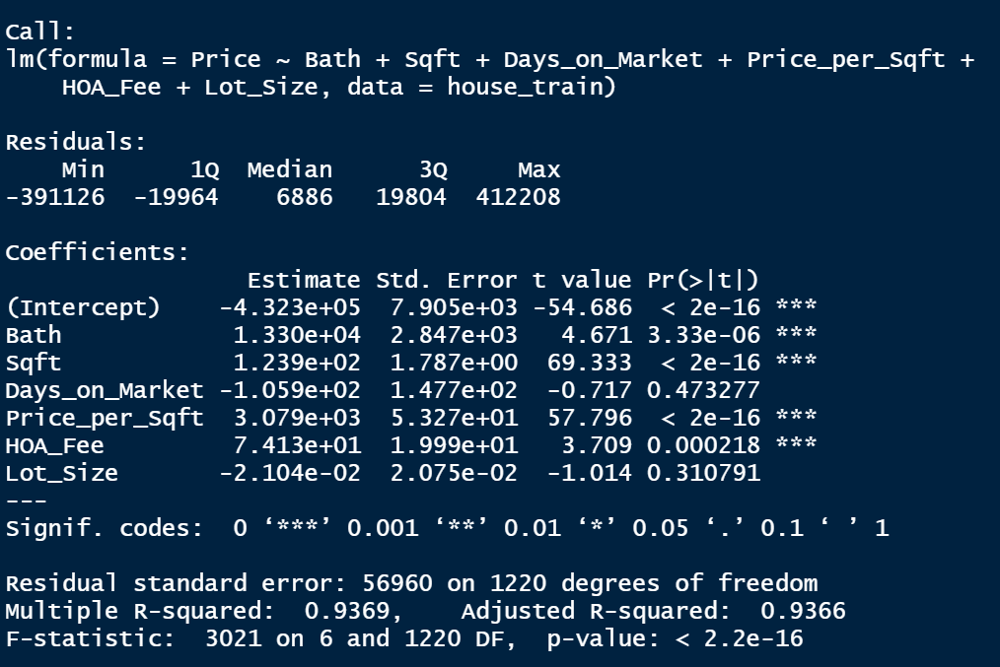 Call:
lm(formula = Price ~ Bath + Sqft + Days_on_Market + Price_per_Sqft +
    HOA_Fee + Lot_Size, data = house_train)

Residuals:
    Min      1Q  Median      3Q     Max
-391126  -19964    6886   19804  412208

Coefficients:
                 Estimate Std. Error t value Pr(>|t|)
(Intercept)    -4.323e+05  7.905e+03 -54.686  < 2e-16 ***
Bath            1.330e+04  2.847e+03   4.671 3.33e-06 ***
Sqft            1.239e+02  1.787e+00  69.333  < 2e-16 ***
Days_on_Market -1.059e+02  1.477e+02  -0.717 0.473277
Price_per_Sqft  3.079e+03  5.327e+01  57.796  < 2e-16 ***
HOA_Fee         7.413e+01  1.999e+01   3.709 0.000218 ***
Lot_Size       -2.104e-02  2.075e-02  -1.014 0.310791
---
Signif. codes:  0 ‘***’ 0.001 ‘**’ 0.01 ‘*’ 0.05 ‘.’ 0.1 ‘ ’ 1

Residual standard error: 56960 on 1220 degrees of freedom
Multiple R-squared:  0.9369,    Adjusted R-squared:  0.9366
F-statistic:  3021 on 6 and 1220 DF,  p-value: < 2.2e-16